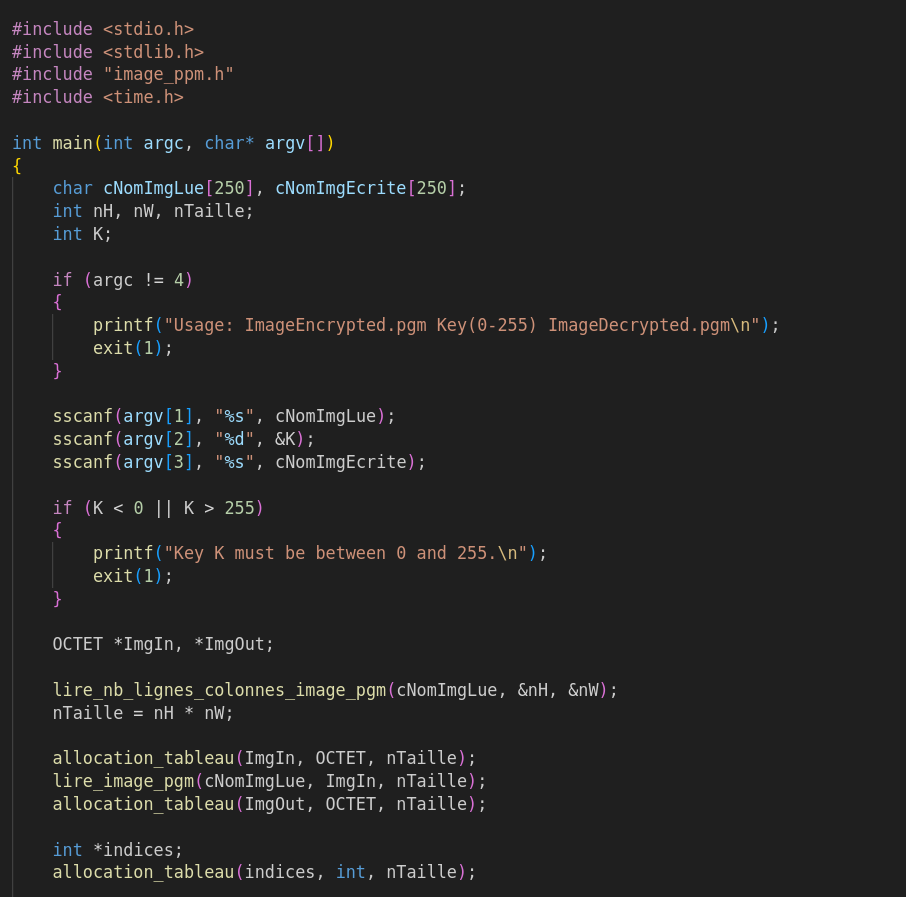 #include <stdio.h>
#include <stdlib.h>
#include "image_ppm.h"
#include <time.h>

int main(int argc, char* argv[])
{
    char cNomImgLue[250], cNomImgEcrite[250];
    int nH, nW, nTaille;
    int K;

    if (argc != 4)
    {
        printf("Usage: ImageEncrypted.pgm Key(0-255) ImageDecrypted.pgm\n");
        exit(1);
    }

    sscanf(argv[1], "%s", cNomImgLue);
    sscanf(argv[2], "%d", &K);
    sscanf(argv[3], "%s", cNomImgEcrite);

    if (K < 0 || K > 255)
    {
        printf("Key K must be between 0 and 255.\n");
        exit(1);
    }

    OCTET *ImgIn, *ImgOut;

    lire_nb_lignes_colonnes_image_pgm(cNomImgLue, &nH, &nW);
    nTaille = nH * nW;

    allocation_tableau(ImgIn, OCTET, nTaille);
    lire_image_pgm(cNomImgLue, ImgIn, nTaille);
    allocation_tableau(ImgOut, OCTET, nTaille);

    int *indices;
    allocation_tableau(indices, int, nTaille);